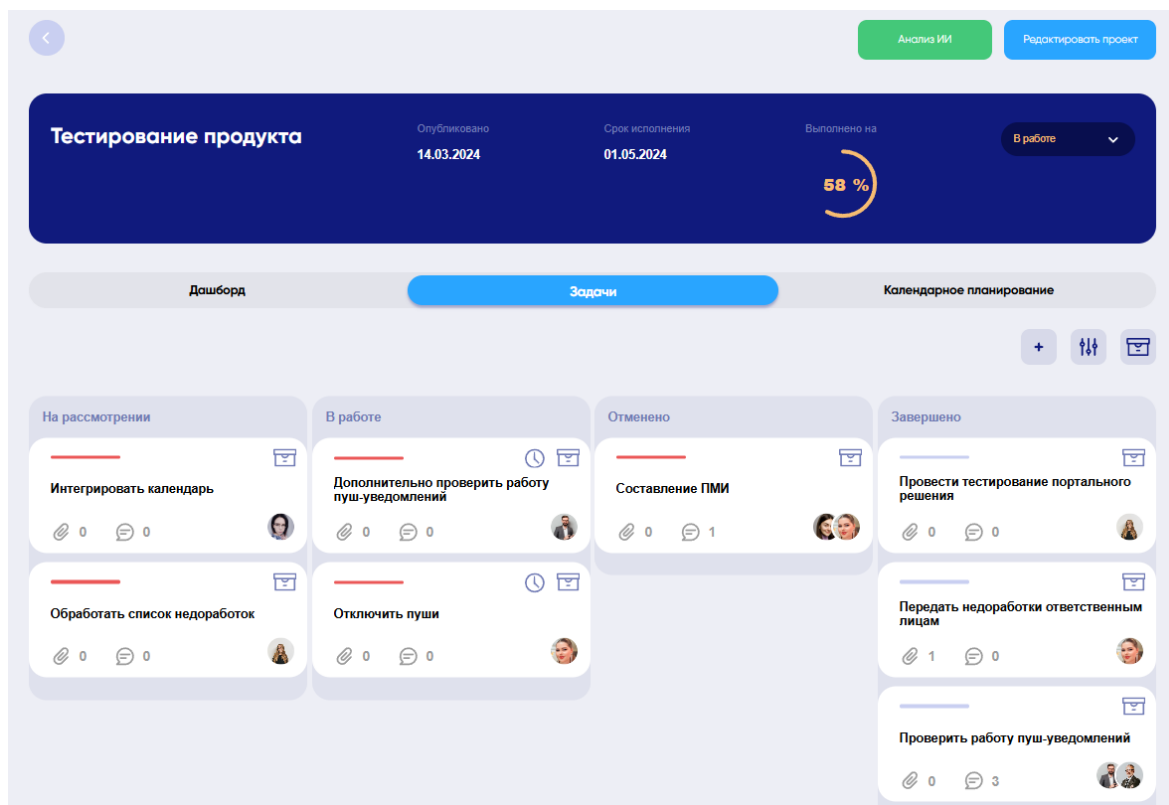 Анализ ИИ
Редактировать проект
Тестирование продукта
Опубликовано
14.03.2024
Срок исполнения
01.05.2024
Выполнено на
58 %
В работе
Дашборд
Задачи
Календарное планирование
+
На рассмотрении
Интегрировать календарь
0 0
Обработать список недоработок
0 0
В работе
Дополнительно проверить работу
пуш-уведомлений
0 0
Отключить пуши
0 0
Отменено
Составление ПМИ
0 1
Завершено
Провести тестирование портального
решения
0 0
Передать недоработки ответственным
лицам
1 0
Проверить работу пуш-уведомлений
0 3